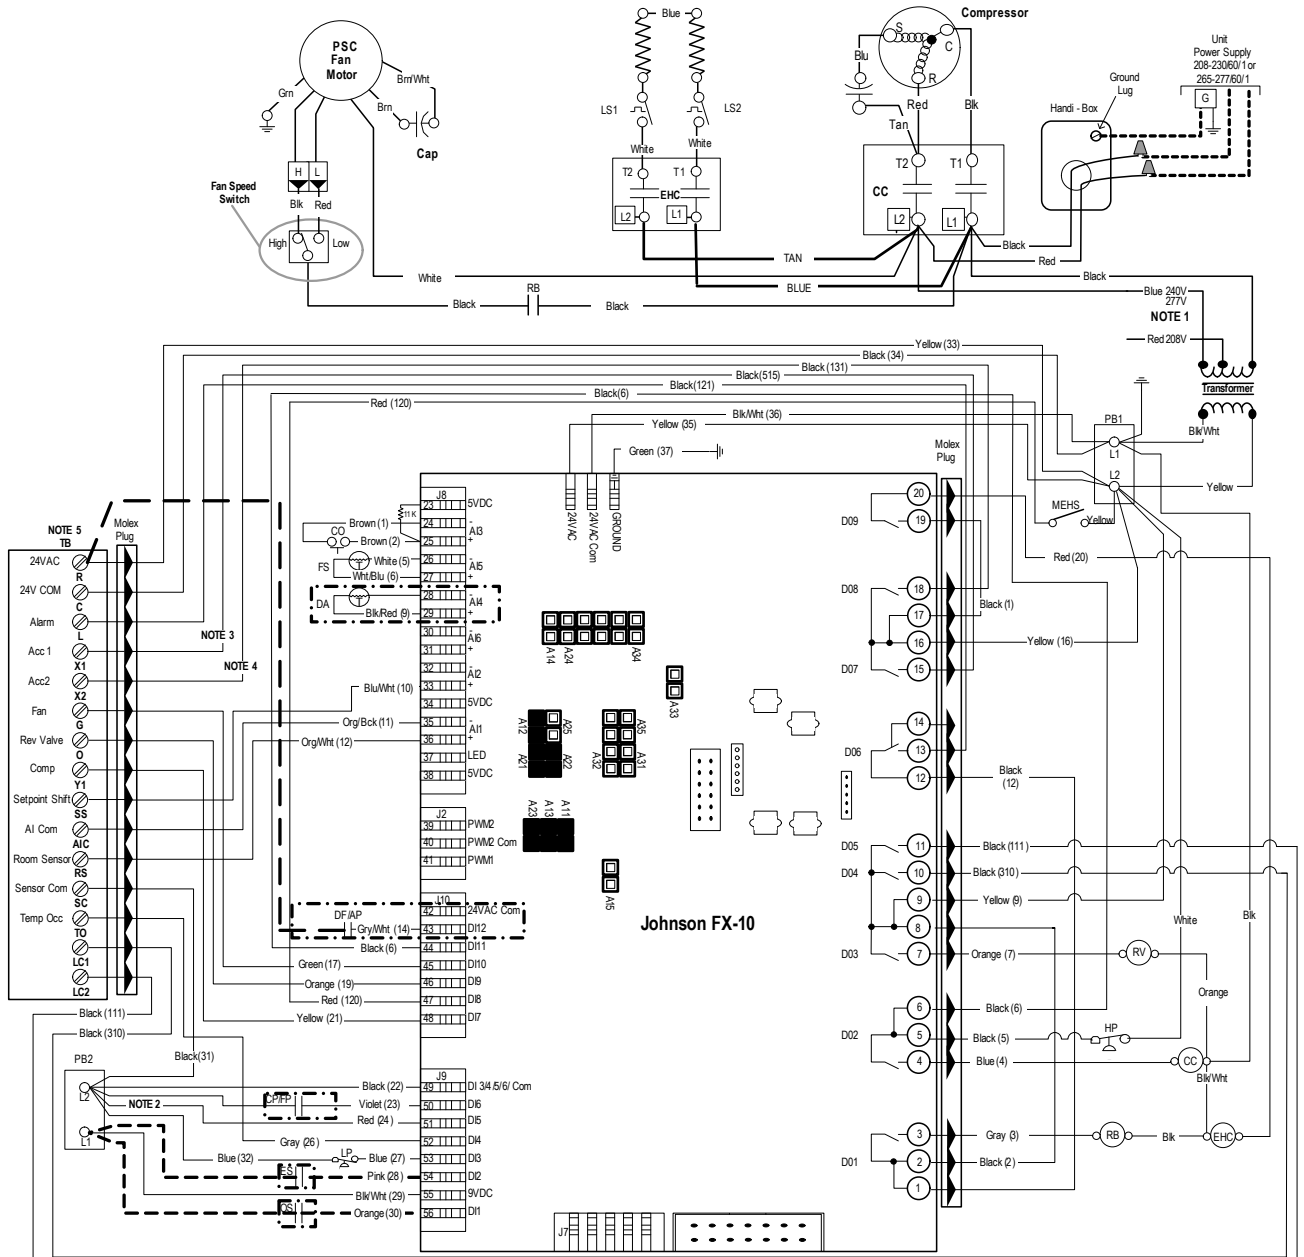 PSC
Fan
Motor
Grn
Brn/Wht
Brn
Cap
H
L
Fan Speed
Switch
Blk
Red
High
Low
White
Black
RB
Black
Blue
LS1
LS2
White
White
T2
T1
EHC
L2
L1
TAN
BLUE
Compressor
S
C
R
Blu
Red
Blk
Tan
T2
T1
CC
L2
L1
Black
Red
Black
Handi - Box
Ground
Lug
Unit
Power Supply
208-230/60/1 or
265-277/60/1
G
Blue 240V
277V
NOTE 1
Red 208V
Transformer
Blk/Wht
Yellow
PB1
L1
L2
MEHS
Yellow
Yellow (33)
Black (34)
Black (131)
Black(515)
Black(121)
Black(6)
Red (120)
Blk/Wht (36)
Yellow (35)
Green (37)
24VAC
24VAC Com
GROUND
Molex
Plug
NOTE 5
TB
Molex
Plug
24VAC
R
24V COM
C
Alarm
L
Acc 1
X1
Acc2
X2
Fan
G
Rev Valve
O
Comp
Y1
Setpoint Shift
SS
AI Com
AIC
Room Sensor
RS
Sensor Com
SC
Temp Occ
TO
LC1
LC2
NOTE 3
NOTE 4
J8
23 5VDC
11K
Brown (1) 24 -
CO AI3
Brown (2) 25 +
FS White (5) 26 -
AI5
Wht/Blu (6) 27 +
DA 28 -
AI4
Blk/Red (9) 29 +
30 -
AI6
31 +
32 -
AI2
Blu/Wht (10) 33 +
34 5VDC
Org/Bck (11) 35 -
AI1
Org/Wht (12) 36 +
37 LED
38 5VDC
J2
39 PWM2
40 PWM2 Com
41 PWM1
J10
42 24VAC Com
DF/AP
Gry/Wht (14) 43 DI12
Black (6) 44 DI11
Green (17) 45 DI10
Orange (19) 46 DI9
Red (120) 47 DI8
Yellow (21) 48 DI7
Black (111)
Black (310)
Black(31)
PB2
L2
L1
NOTE 2
J9
Black (22) 49 DI 3/4/5/6/ Com
CP/FP Violet (23) 50 DI6
Red (24) 51 DI5
Gray (26) 52 DI4
Blue (32) LP Blue (27) 53 DI3
ES Pink (28) 54 DI2
Blk/Wht (29) 55 9VDC
OS Orange (30) 56 DI1
A14
A24
A34
A33
A12
A25
A21
A22
A35
A32
A31
A23
A13
A11
A15
Johnson FX-10
J7
20
D09
19
D08
18
17
16
D07
15
14
D06
13
12
D05
11
D04
10
9
8
D03
7
6
D02
5
4
3
D01
2
1
Red (20)
Black (1)
Yellow (16)
Black
(12)
Black(111)
Black(310)
Yellow (9)
White
Blk
Orange (7)
RV
Orange
Black(6)
Black (5)
HP
Blue (4)
CC
Blk/Wht
Gray (3)
RB
Blk
EHC
Black(2)